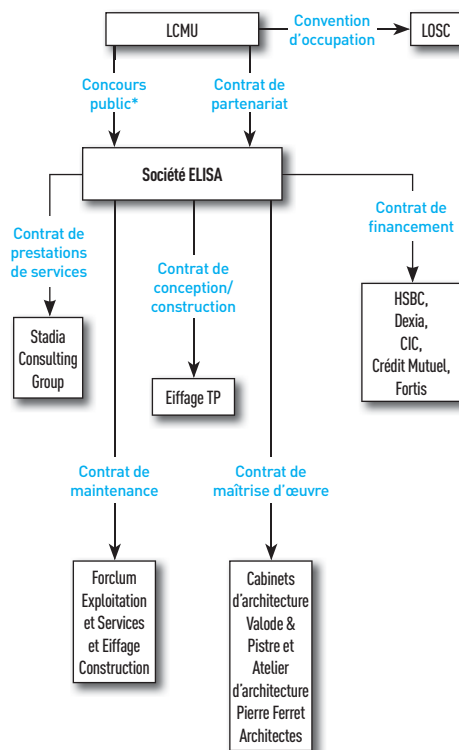 LCMU
Convention
d'occupation
LOSC
Concours
public*
Contrat de
partenariat
Société ELISA
Contrat de
prestations
de services
Contrat de
conception/
construction
Contrat de
financement
Stadia
Consulting
Group
Eiffage TP
HSBC,
Dexia,
CIC,
Crédit Mutuel,
Fortis
Contrat de
maintenance
Contrat de
maîtrise d'œuvre
Forclum
Exploitation
et Services
et Eiffage
Construction
Cabinets
d'architecture
Valode &
Pistre et
Atelier
d'architecture
Pierre Ferret
Architectes